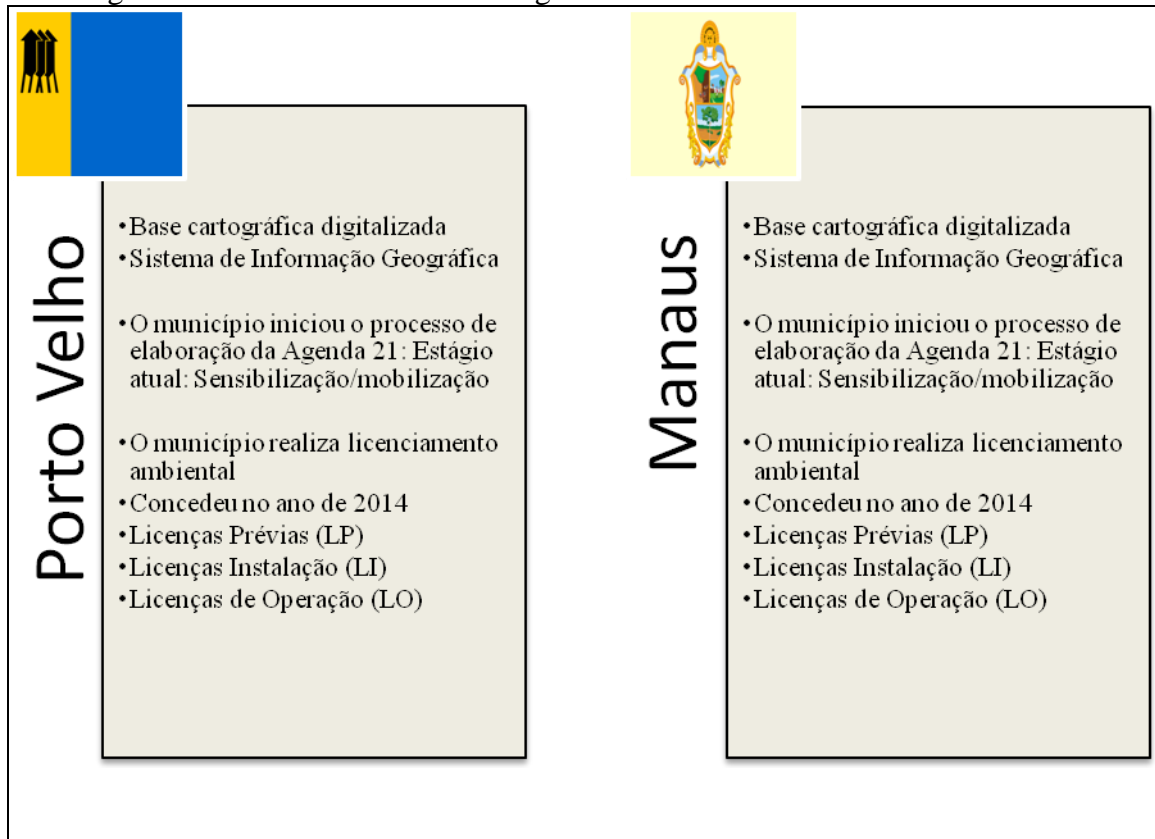 Porto Velho
•Base cartográfica digitalizada
•Sistema de Informação Geográfica
•O município iniciou o processo de
elaboração da Agenda 21: Estágio
atual: Sensibilização/mobilização
•O município realiza licenciamento
ambiental
•Concedeu no ano de 2014
•Licenças Prévias (LP)
•Licenças Instalação (LI)
•Licenças de Operação (LO)
Manaus
•Base cartográfica digitalizada
•Sistema de Informação Geográfica
•O município iniciou o processo de
elaboração da Agenda 21: Estágio
atual: Sensibilização/mobilização
•O município realiza licenciamento
ambiental
•Concedeu no ano de 2014
•Licenças Prévias (LP)
•Licenças Instalação (LI)
•Licenças de Operação (LO)